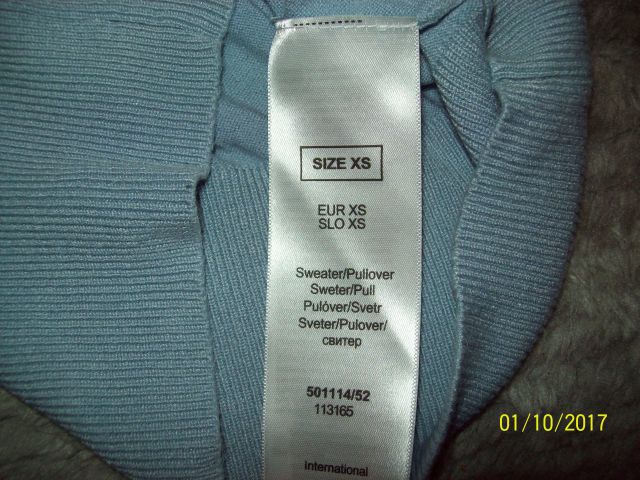 SIZE XS
EUR XS
SLO XS
Sweater/Pullover
Sweter/Pull
Pulóver/Svetr
Sveter/Pulover/
свитер
501114/52
113165
International
01/10/2017